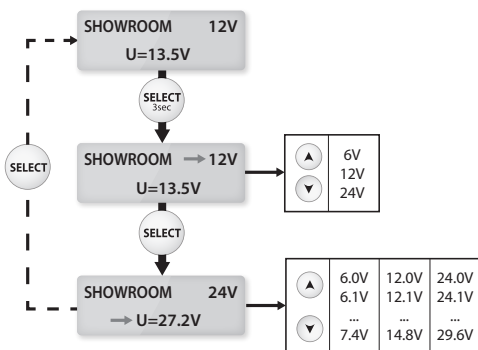 SHOWROOM 12V
U=13.5V
SELECT
3sec
SHOWROOM → 12V
U=13.5V
6V
12V
24V
SELECT
SELECT
SHOWROOM 24V
→ U=27.2V
6.0V 12.0V 24.0V
6.1V 12.1V 24.1V
... ... ...
7.4V 14.8V 29.6V